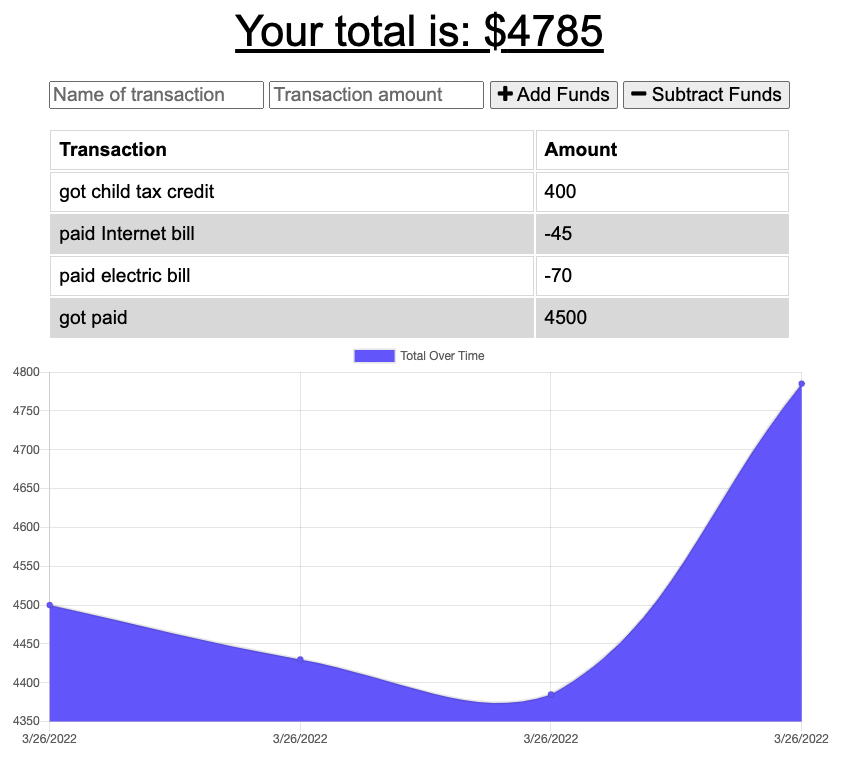 Your total is: $4785
Name of transaction Transaction amount + Add Funds − Subtract Funds
Transaction Amount
got child tax credit 400
paid Internet bill -45
paid electric bill -70
got paid 4500
Total Over Time
4800
4750
4700
4650
4600
4550
4500
4450
4400
4350
3/26/2022 3/26/2022 3/26/2022 3/26/2022